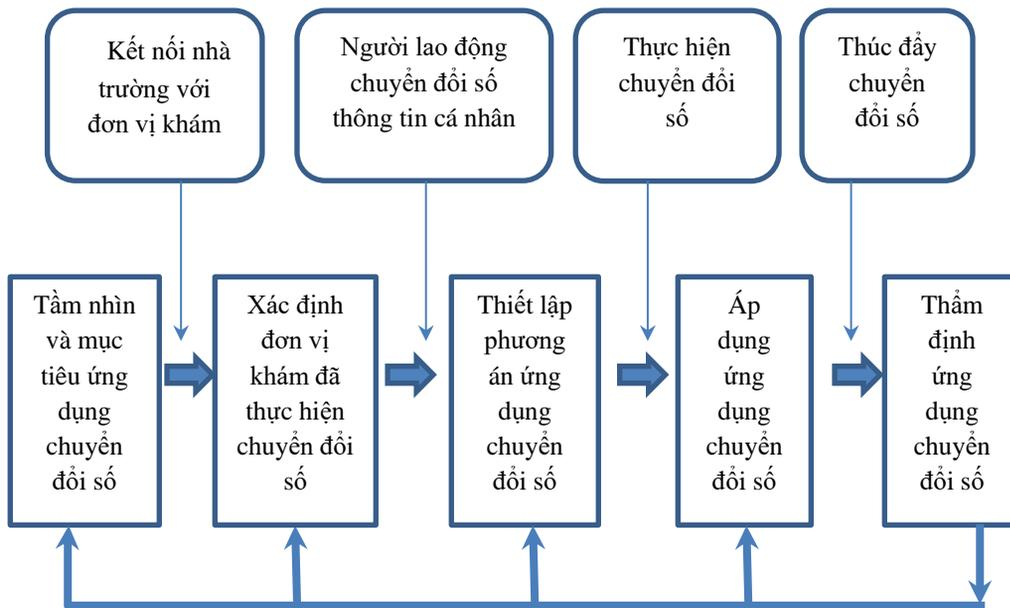 Kết nối nhà
trường với
đơn vị khám
Người lao động
chuyển đổi số
thông tin cá nhân
Thực hiện
chuyển đổi
số
Thúc đẩy
chuyển
đổi số
Tầm nhìn
và mục
tiêu ứng
dụng
chuyển
đổi số
Xác định
đơn vị
khám đã
thực hiện
chuyển đổi
số
Thiết lập
phương
án ứng
dụng
chuyển
đổi số
Áp
dụng
ứng
dụng
chuyển
đổi số
Thẩm
định
ứng
dụng
chuyển
đổi số